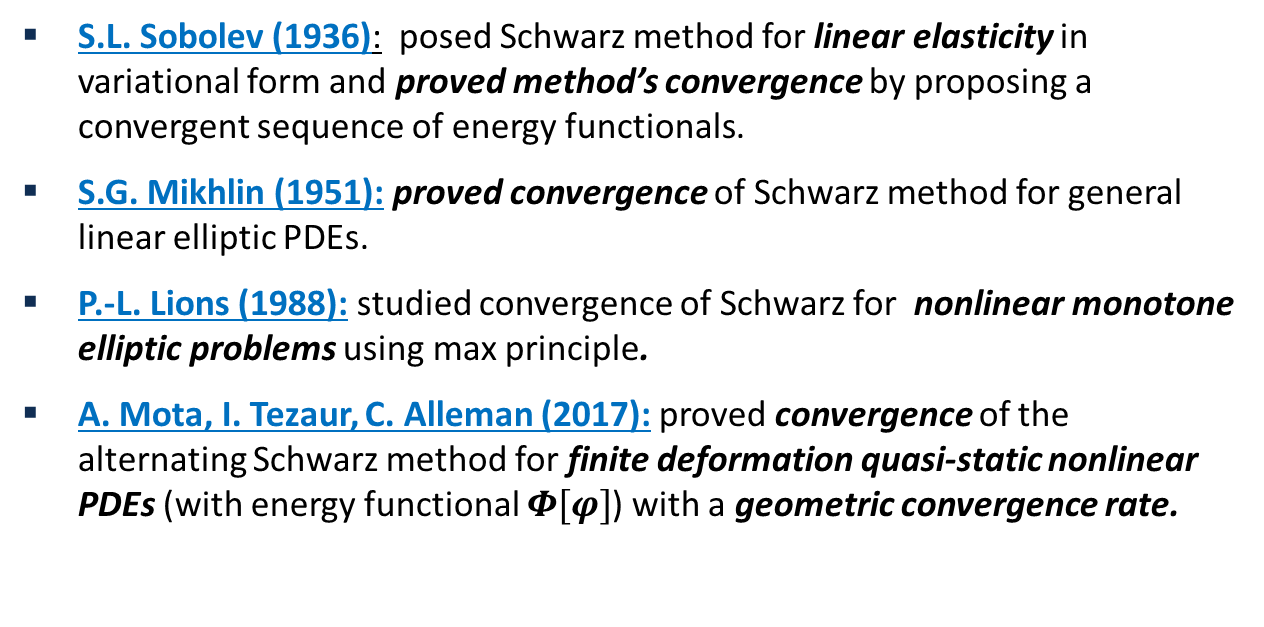 ▪ S.L. Sobolev (1936): posed Schwarz method for linear elasticity in
variational form and proved method's convergence by proposing a
convergent sequence of energy functionals.
▪ S.G. Mikhlin (1951): proved convergence of Schwarz method for general
linear elliptic PDEs.
▪ P.-L. Lions (1988): studied convergence of Schwarz for nonlinear monotone
elliptic problems using max principle.
▪ A. Mota, I. Tezaur, C. Alleman (2017): proved convergence of the
alternating Schwarz method for finite deformation quasi-static nonlinear
PDEs (with energy functional 𝜱[𝝋]) with a geometric convergence rate.